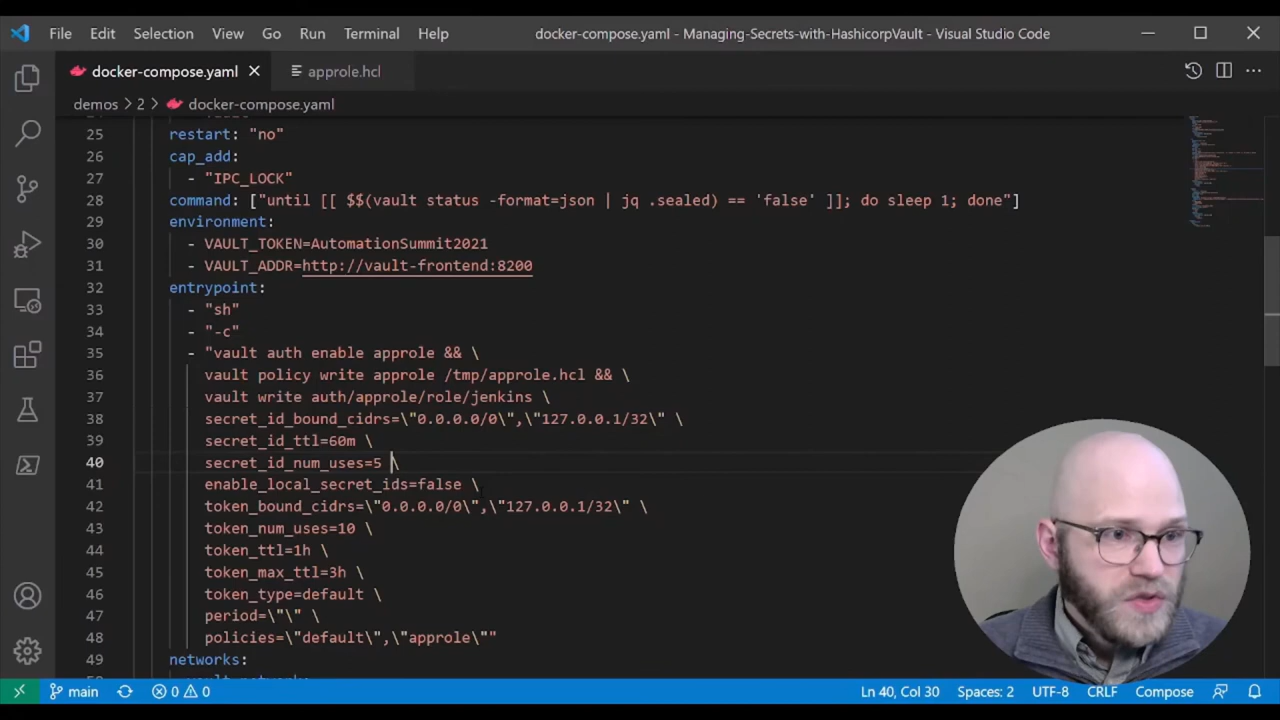 File Edit Selection View Go Run Terminal Help docker-compose.yaml - Managing-Secrets-with-HashicorpVault - Visual Studio Code
docker-compose.yaml approle.hcl
demos > 2 > docker-compose.yaml
25 restart: "no"
26 cap_add:
27 - "IPC_LOCK"
28 command: ["until [[ $$(vault status -format=json | jq .sealed) == 'false' ]]; do sleep 1; done"]
29 environment:
30 - VAULT_TOKEN=AutomationSummit2021
31 - VAULT_ADDR=http://vault-frontend:8200
32 entrypoint:
33 - "sh"
34 - "-c"
35 - "vault auth enable approle && \
36 vault policy write approle /tmp/approle.hcl && \
37 vault write auth/approle/role/jenkins \
38 secret_id_bound_cidrs=\"0.0.0.0/0\",\"127.0.0.1/32\" \
39 secret_id_ttl=60m \
40 secret_id_num_uses=5 \
41 enable_local_secret_ids=false \
42 token_bound_cidrs=\"0.0.0.0/0\",\"127.0.0.1/32\" \
43 token_num_uses=10 \
44 token_ttl=1h \
45 token_max_ttl=3h \
46 token_type=default \
47 period=\"\" \
48 policies=\"default\",\"approle\""
49 networks:
main 0 0 Ln 40, Col 30 Spaces: 2 UTF-8 CRLF Compose